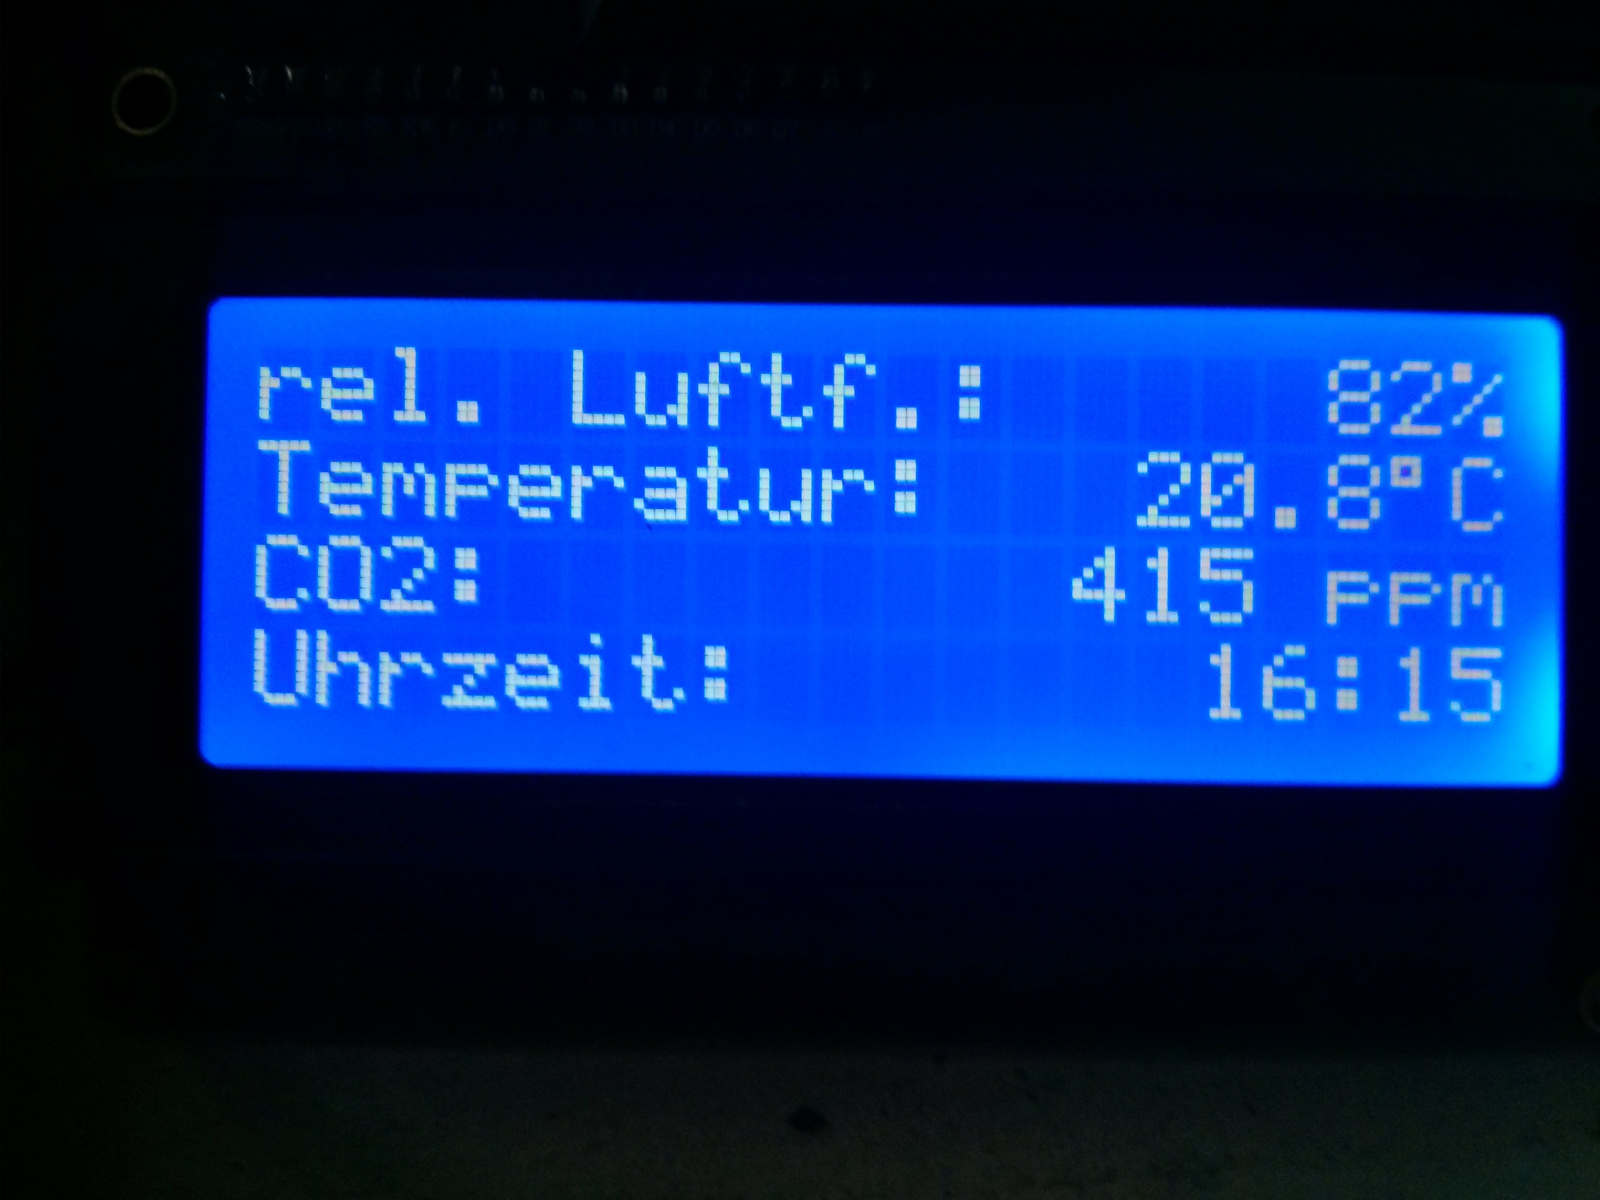 rel. Luftf.: 82%
Temperatur: 20.8°C
CO2: 415 ppm
Uhrzeit: 16:15